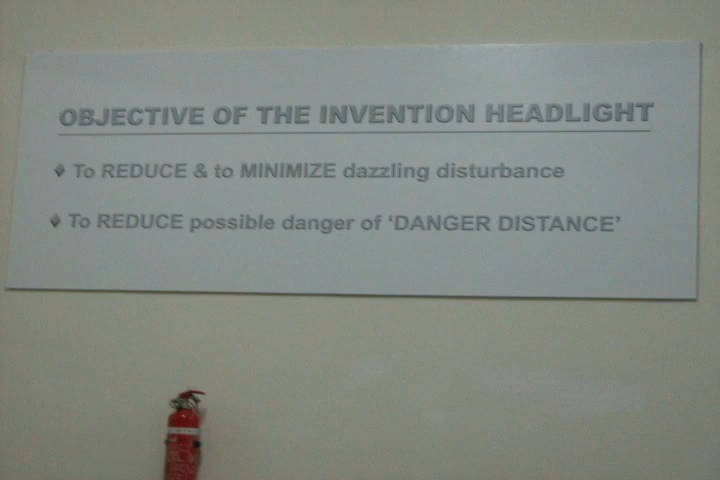 OBJECTIVE OF THE INVENTION HEADLIGHT
To REDUCE & to MINIMIZE dazzling disturbance
To REDUCE possible danger of ‘DANGER DISTANCE’